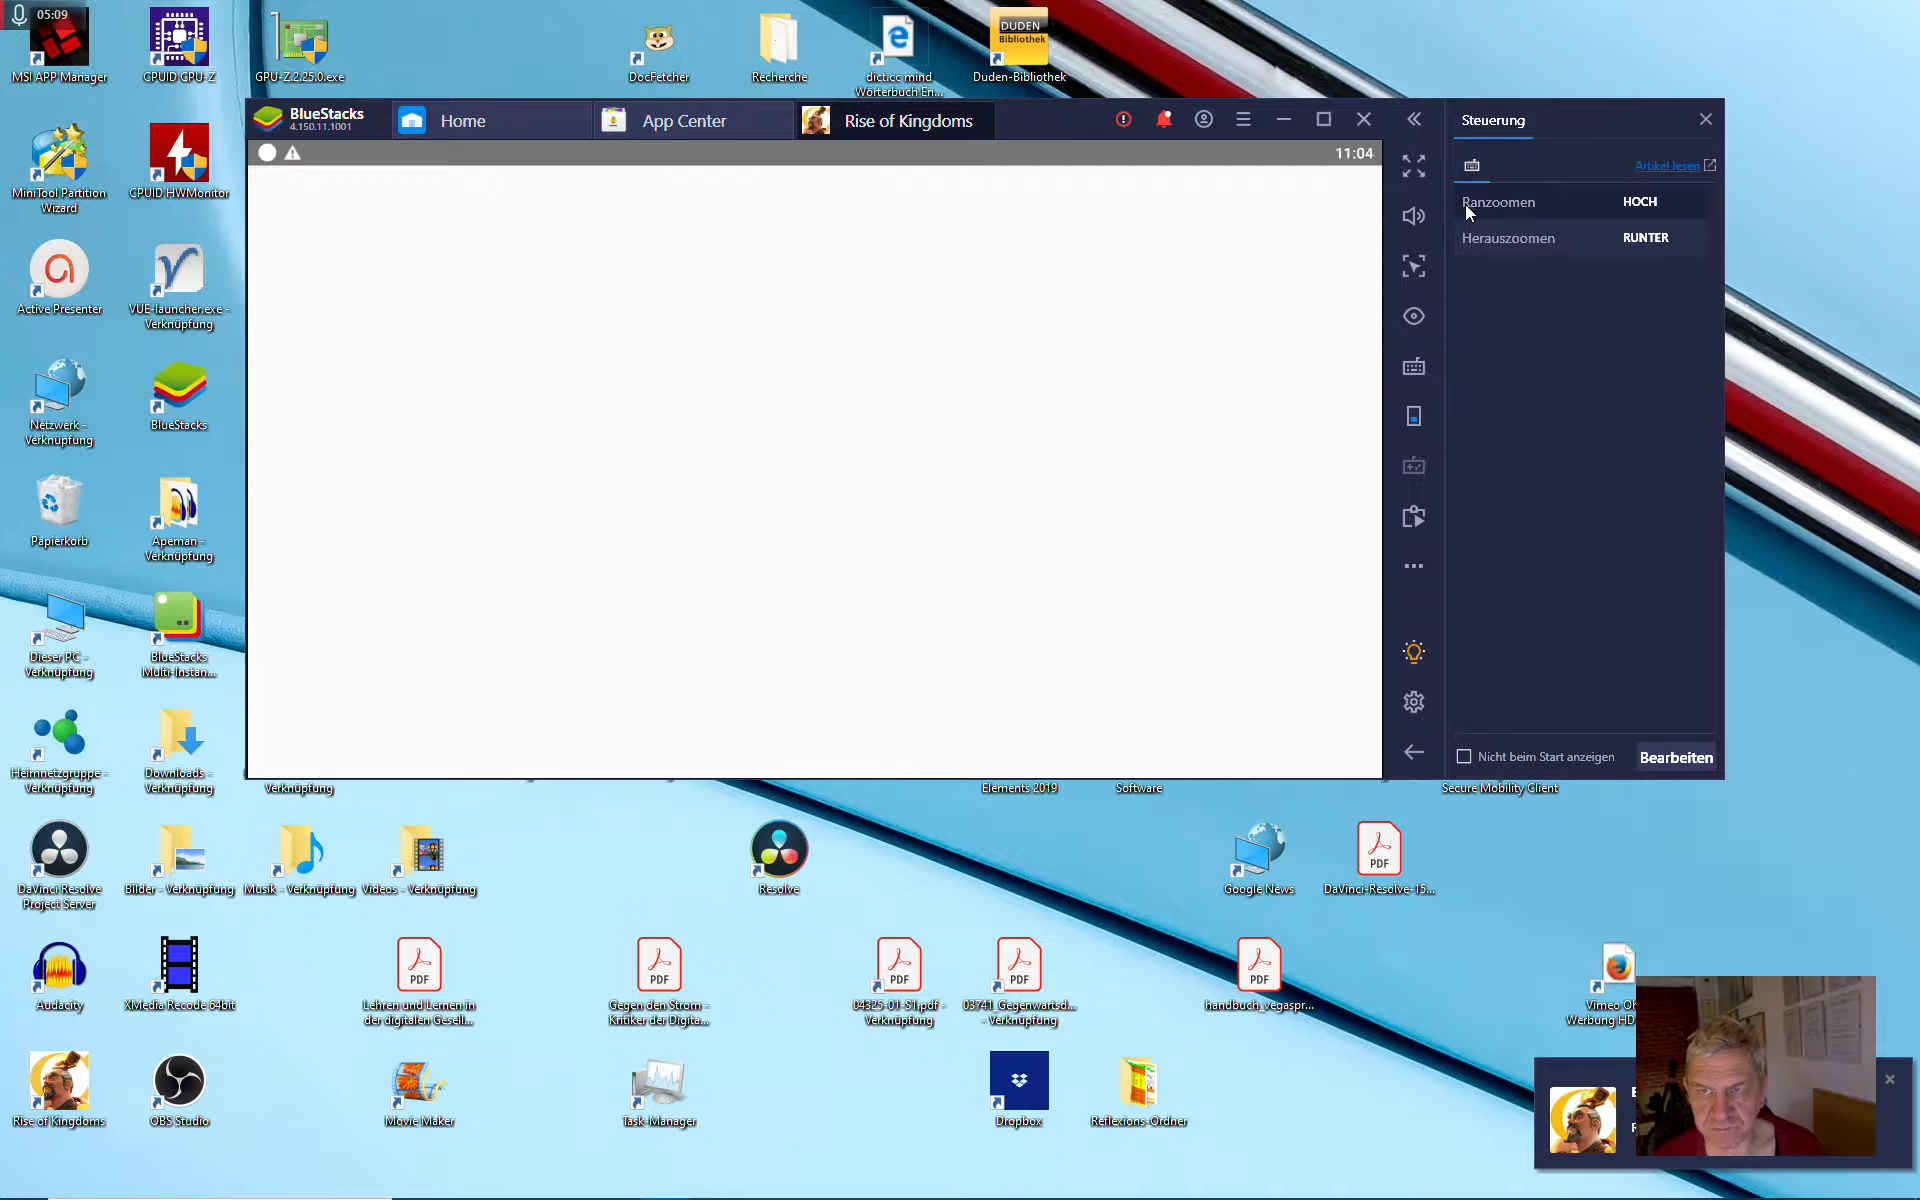 05:09
MSI APP Manager
CPUID CPU-Z
GPU-Z.2.25.0.exe
DocFetcher
Recherche
dict.cc mind
Wörterbuch En...
DUDEN
Bibliothek
Duden-Bibliothek
BlueStacks
4.150.11.1001
Home
App Center
Rise of Kingdoms
Steuerung
11:04
Artikel lesen
Ranzoomen HOCH
Herauszoomen RUNTER
Nicht beim Start anzeigen
Bearbeiten
MiniTool Partition
Wizard
CPUID HWMonitor
Active Presenter
VUE-launcher.exe -
Verknüpfung
Netzwerk -
Verknüpfung
BlueStacks
Papierkorb
Apeman -
Verknüpfung
Dieser PC -
Verknüpfung
BlueStacks
Multi-Instan...
Heimnetzgruppe -
Verknüpfung
Downloads -
Verknüpfung
Verknüpfung
Elements 2019
Software
Secure Mobility Client
DaVinci Resolve
Project Server
Bilder - Verknüpfung
Musik - Verknüpfung
Videos - Verknüpfung
Resolve
Google News
PDF
DaVinci-Resolve-15...
Audacity
XMedia Recode 64bit
PDF
Lehren und Lernen in
der digitalen Gesell...
PDF
Gegen den Strom -
Kritiker der Digita...
PDF
04325-01-S1.pdf -
Verknüpfung
PDF
03741_Gegenwartsd...
- Verknüpfung
PDF
handbuch_vegaspr...
Vimeo Oh
Werbung HD
Rise of Kingdoms
OBS Studio
Movie Maker
Task-Manager
Dropbox
Reflexions-Ordner